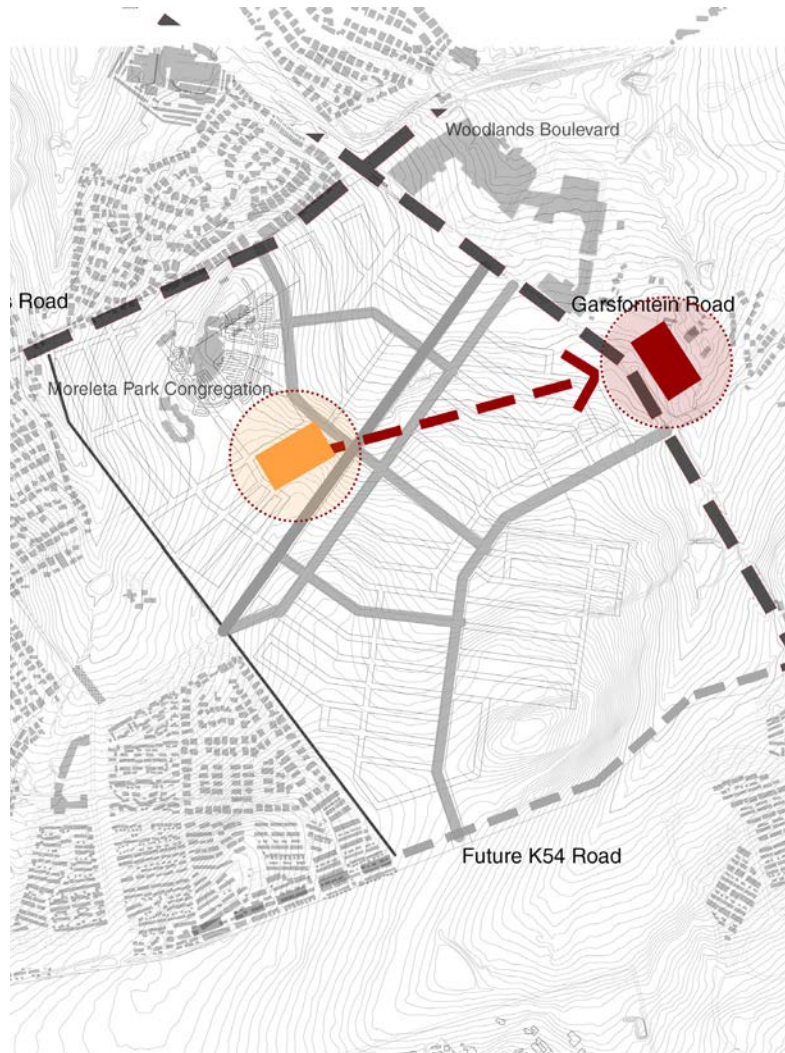 Woodlands Boulevard
s Road
Garsfontein Road
Moreleta Park Congregation
Future K54 Road